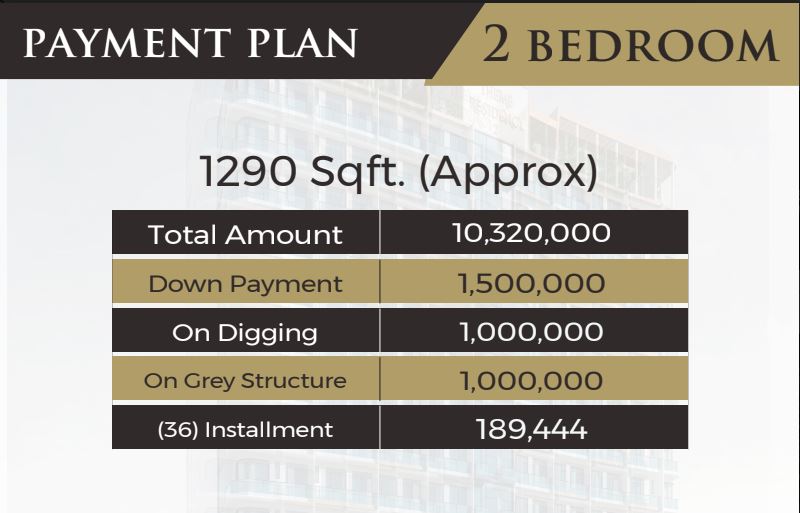 PAYMENT PLAN
2 BEDROOM
1290 Sqft. (Approx)
Total Amount 10,320,000
Down Payment 1,500,000
On Digging 1,000,000
On Grey Structure 1,000,000
(36) Installment 189,444